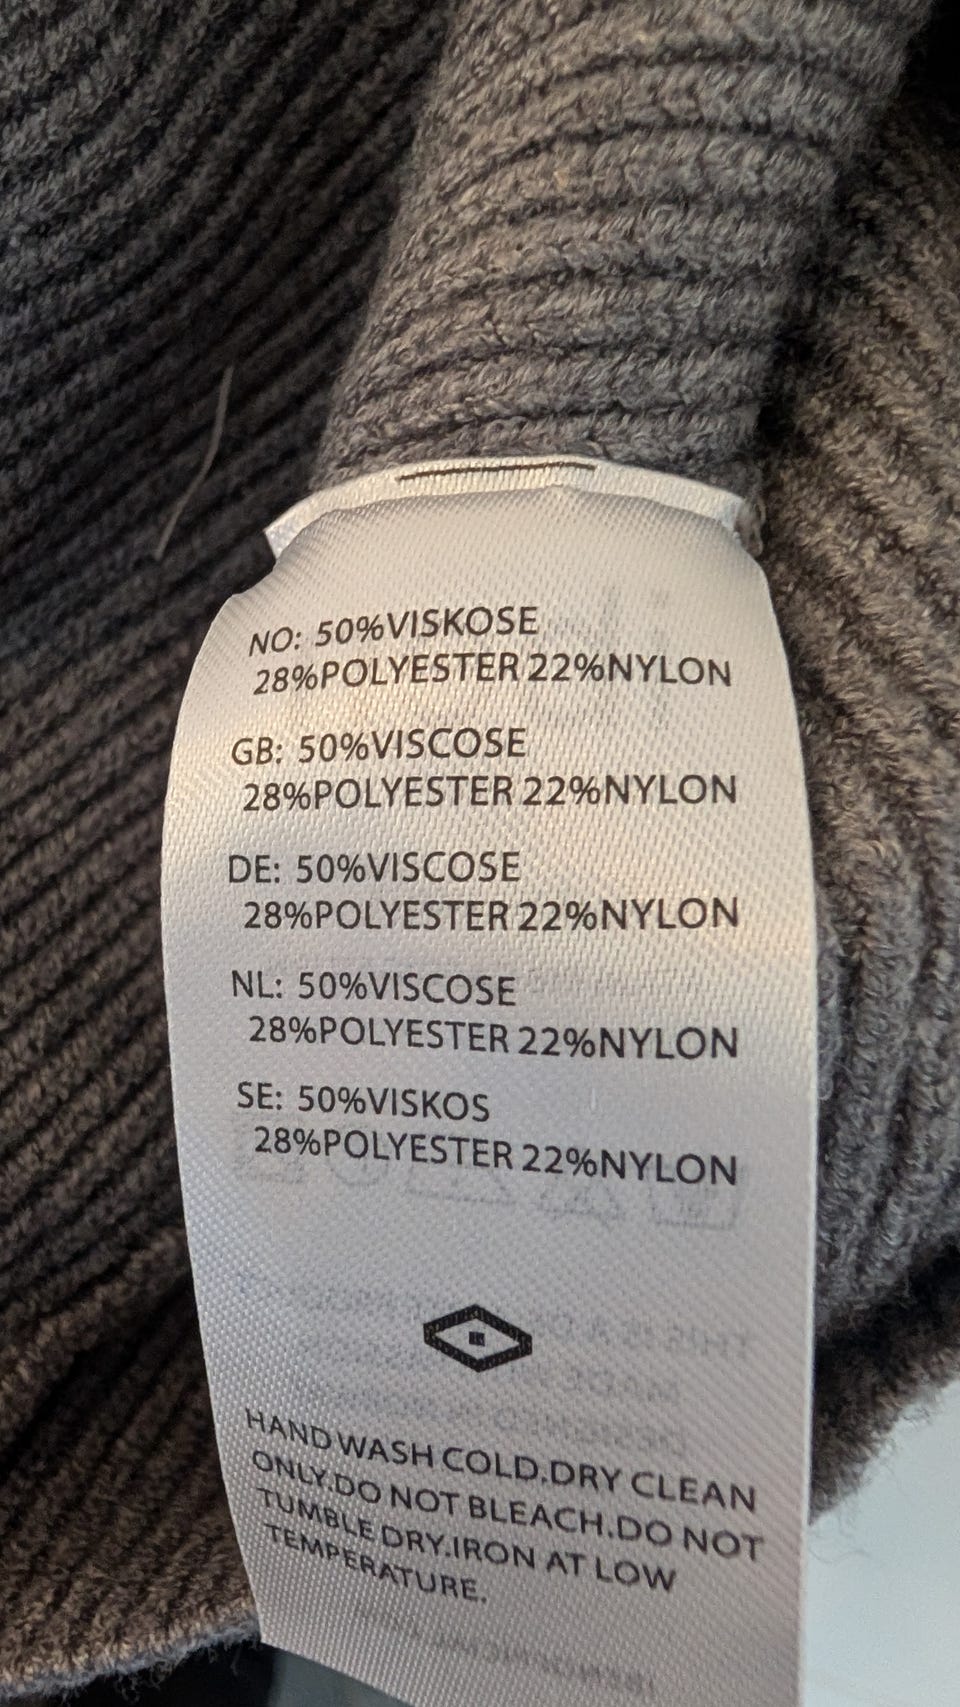 NO: 50%VISKOSE
28%POLYESTER 22%NYLON
GB: 50%VISCOSE
28%POLYESTER 22%NYLON
DE: 50%VISCOSE
28%POLYESTER 22%NYLON
NL: 50%VISCOSE
28%POLYESTER 22%NYLON
SE: 50%VISKOS
28%POLYESTER 22%NYLON
HAND WASH COLD.DRY CLEAN
ONLY.DO NOT BLEACH.DO NOT
TUMBLE DRY.IRON AT LOW
TEMPERATURE.